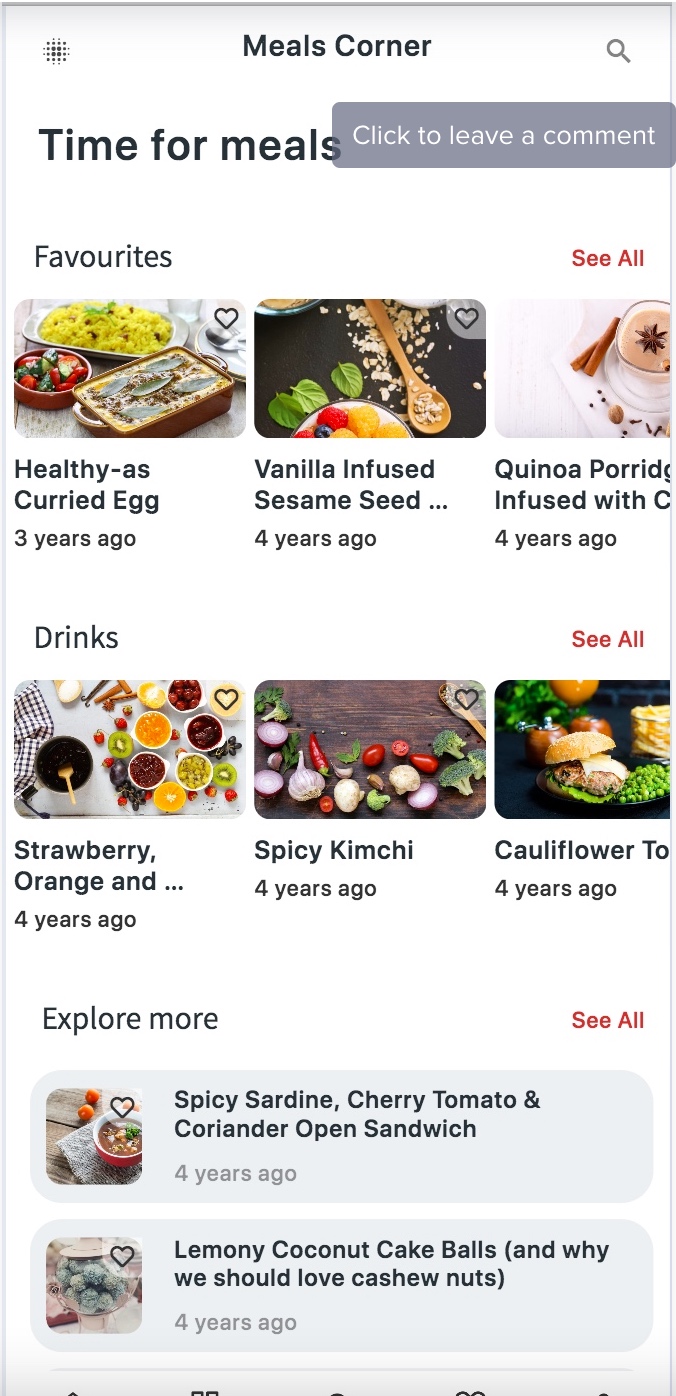 Meals Corner
Time for meals
Click to leave a comment
Favourites
See All
Healthy-as
Curried Egg
3 years ago
Vanilla Infused
Sesame Seed ...
4 years ago
Quinoa Porridg
Infused with C
4 years ago
Drinks
See All
Strawberry,
Orange and ...
4 years ago
Spicy Kimchi
4 years ago
Cauliflower To
4 years ago
Explore more
See All
Spicy Sardine, Cherry Tomato &
Coriander Open Sandwich
4 years ago
Lemony Coconut Cake Balls (and why
we should love cashew nuts)
4 years ago